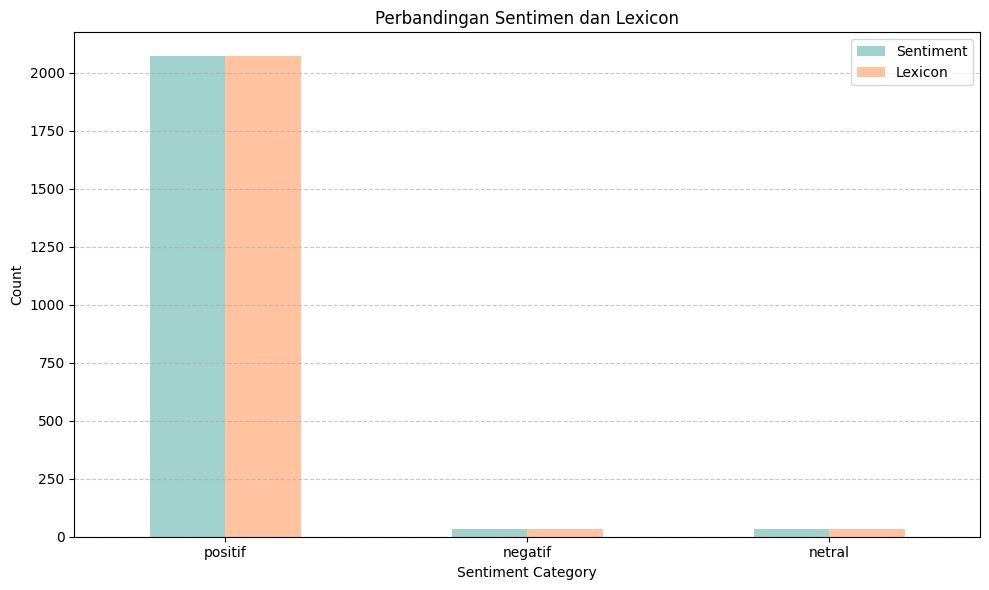 Perbandingan Sentimen dan Lexicon
Sentiment
Lexicon
Count
2000
1750
1500
1250
1000
750
500
250
0
positif
negatif
netral
Sentiment Category